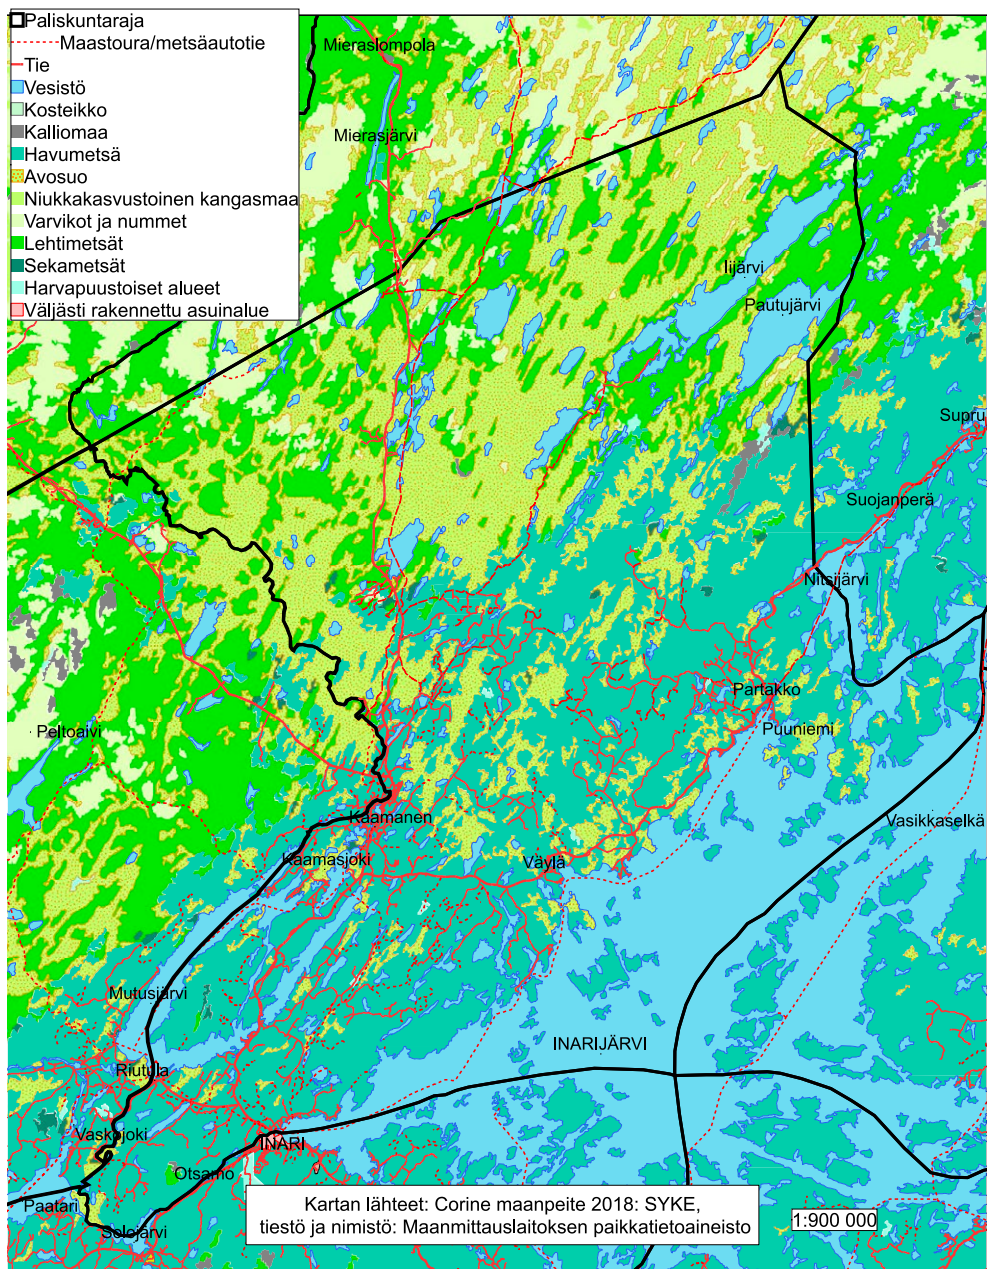 Paliskuntaraja
Maastoura/metsäautotie
Tie
Vesistö
Kosteikko
Kalliomaa
Havumetsä
Avosuo
Niukkakasvustoinen kangasmaa
Varvikot ja nummet
Lehtimetsät
Sekametsät
Harvapuustoiset alueet
Väljästi rakennettu asuinalue
Mieraslompola
Mierasjärvi
Iijärvi
Pautujärvi
Supru
Suojanperä
Nitsijärvi
Partakko
Puuniemi
Peltoaivi
Vasikkaselkä
Kaamanen
Kaamasjoki
Väylä
Mutusjärvi
INARIJÄRVI
Riutula
Vaskojoki
INARI
Otsamo
Paatari
Solojärvi
Kartan lähteet: Corine maanpeite 2018: SYKE,
tiestö ja nimistö: Maanmittauslaitoksen paikkatietoaineisto
1:900 000